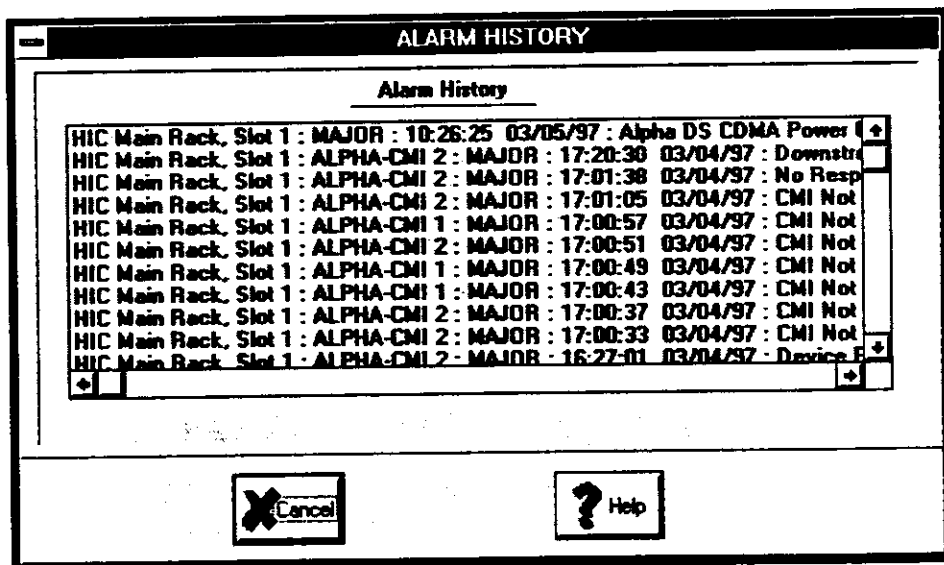 ALARM HISTORY
Alarm History
HIC Main Rack, Slot 1 : MAJOR : 10:26:25 03/05/97 : Alpha DS CDMA Power
HIC Main Rack, Slot 1 : ALPHA-CMI 2 : MAJOR : 17:20:30 03/04/97 : Downstre
HIC Main Rack, Slot 1 : ALPHA-CMI 2 : MAJOR : 17:01:38 03/04/97 : No Resp
HIC Main Rack, Slot 1 : ALPHA-CMI 2 : MAJOR : 17:01:05 03/04/97 : CMI Not
HIC Main Rack, Slot 1 : ALPHA-CMI 1 : MAJOR : 17:00:57 03/04/97 : CMI Not
HIC Main Rack, Slot 1 : ALPHA-CMI 2 : MAJOR : 17:00:51 03/04/97 : CMI Not
HIC Main Rack, Slot 1 : ALPHA-CMI 1 : MAJOR : 17:00:49 03/04/97 : CMI Not
HIC Main Rack, Slot 1 : ALPHA-CMI 1 : MAJOR : 17:00:43 03/04/97 : CMI Not
HIC Main Rack, Slot 1 : ALPHA-CMI 2 : MAJOR : 17:00:37 03/04/97 : CMI Not
HIC Main Rack, Slot 1 : ALPHA-CMI 2 : MAJOR : 17:00:33 03/04/97 : CMI Not
HIC Main Rack, Slot 1 : ALPHA-CMI 2 : MAJOR : 16:27:01 03/04/97 : Device
Cancel
Help